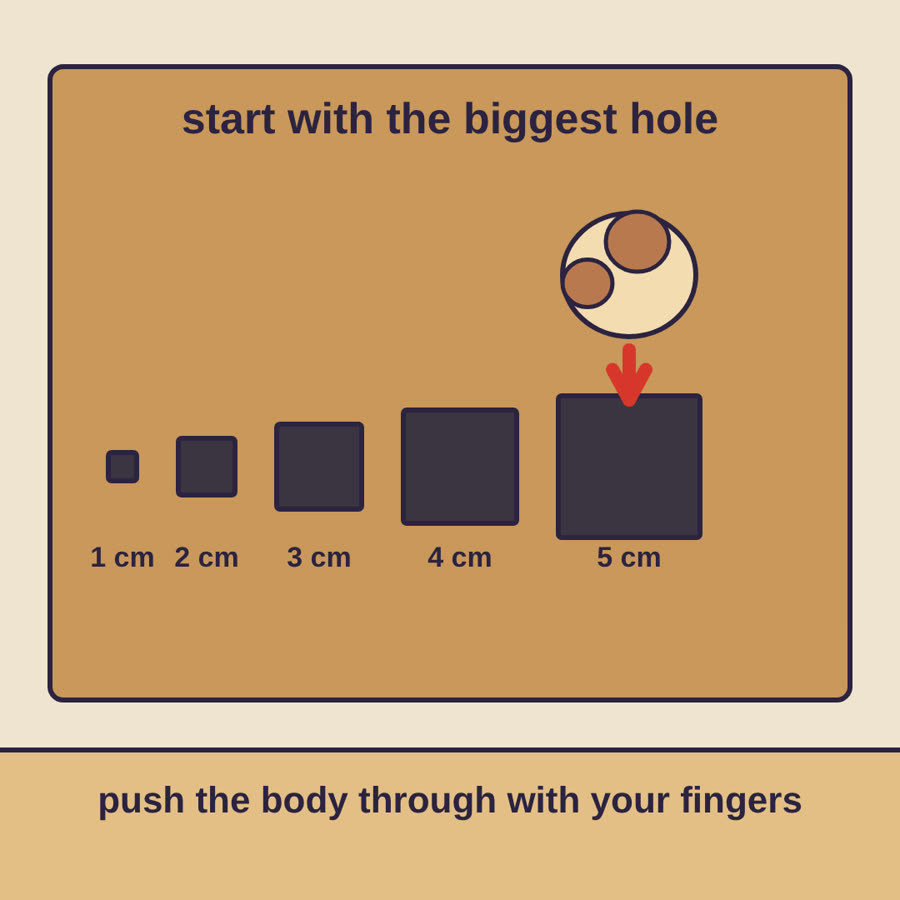 start with the biggest hole
1 cm 2 cm 3 cm 4 cm 5 cm
push the body through with your fingers